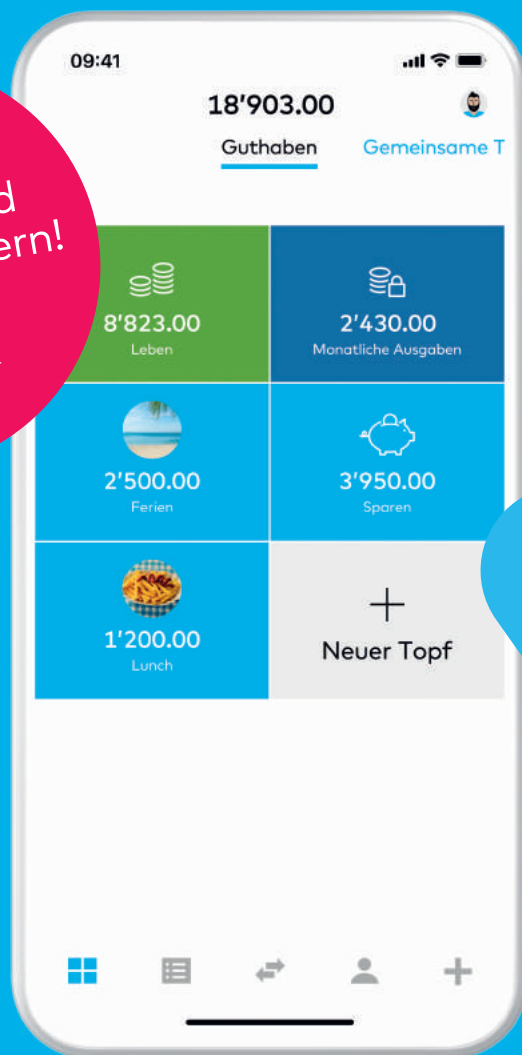 09:41
18'903.00
Guthaben
Gemeinsame T
ern!
8'823.00
Leben
2'430.00
Monatliche Ausgaben
2'500.00
Ferien
3'950.00
Sparen
1'200.00
Lunch
Neuer Topf